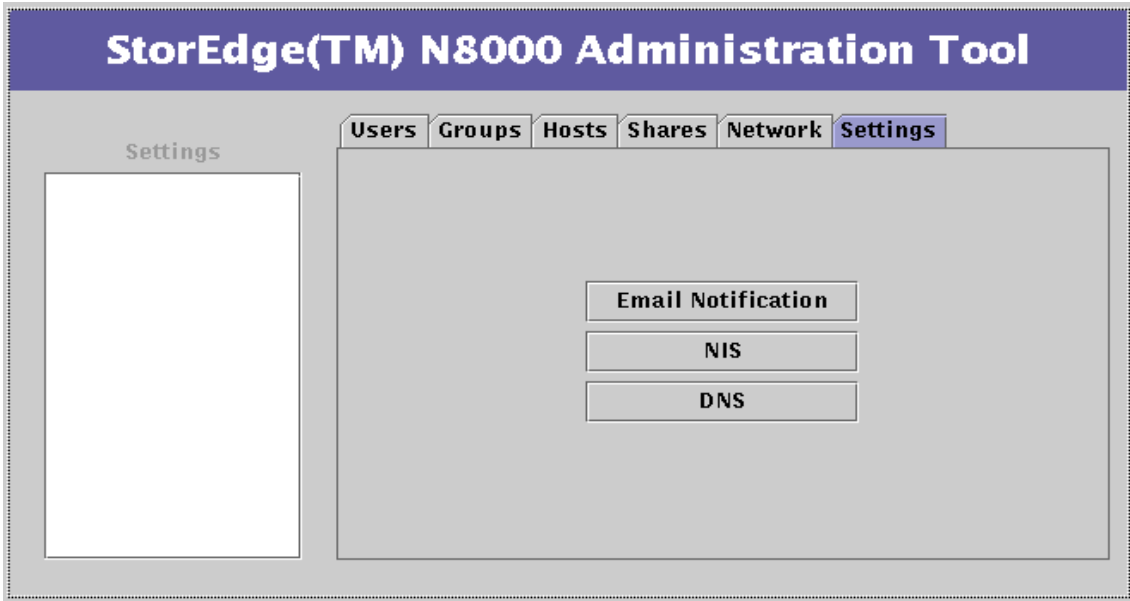 StorEdge(TM) N8000 Administration Tool
Users Groups Hosts Shares Network Settings
Settings
Email Notification
NIS
DNS